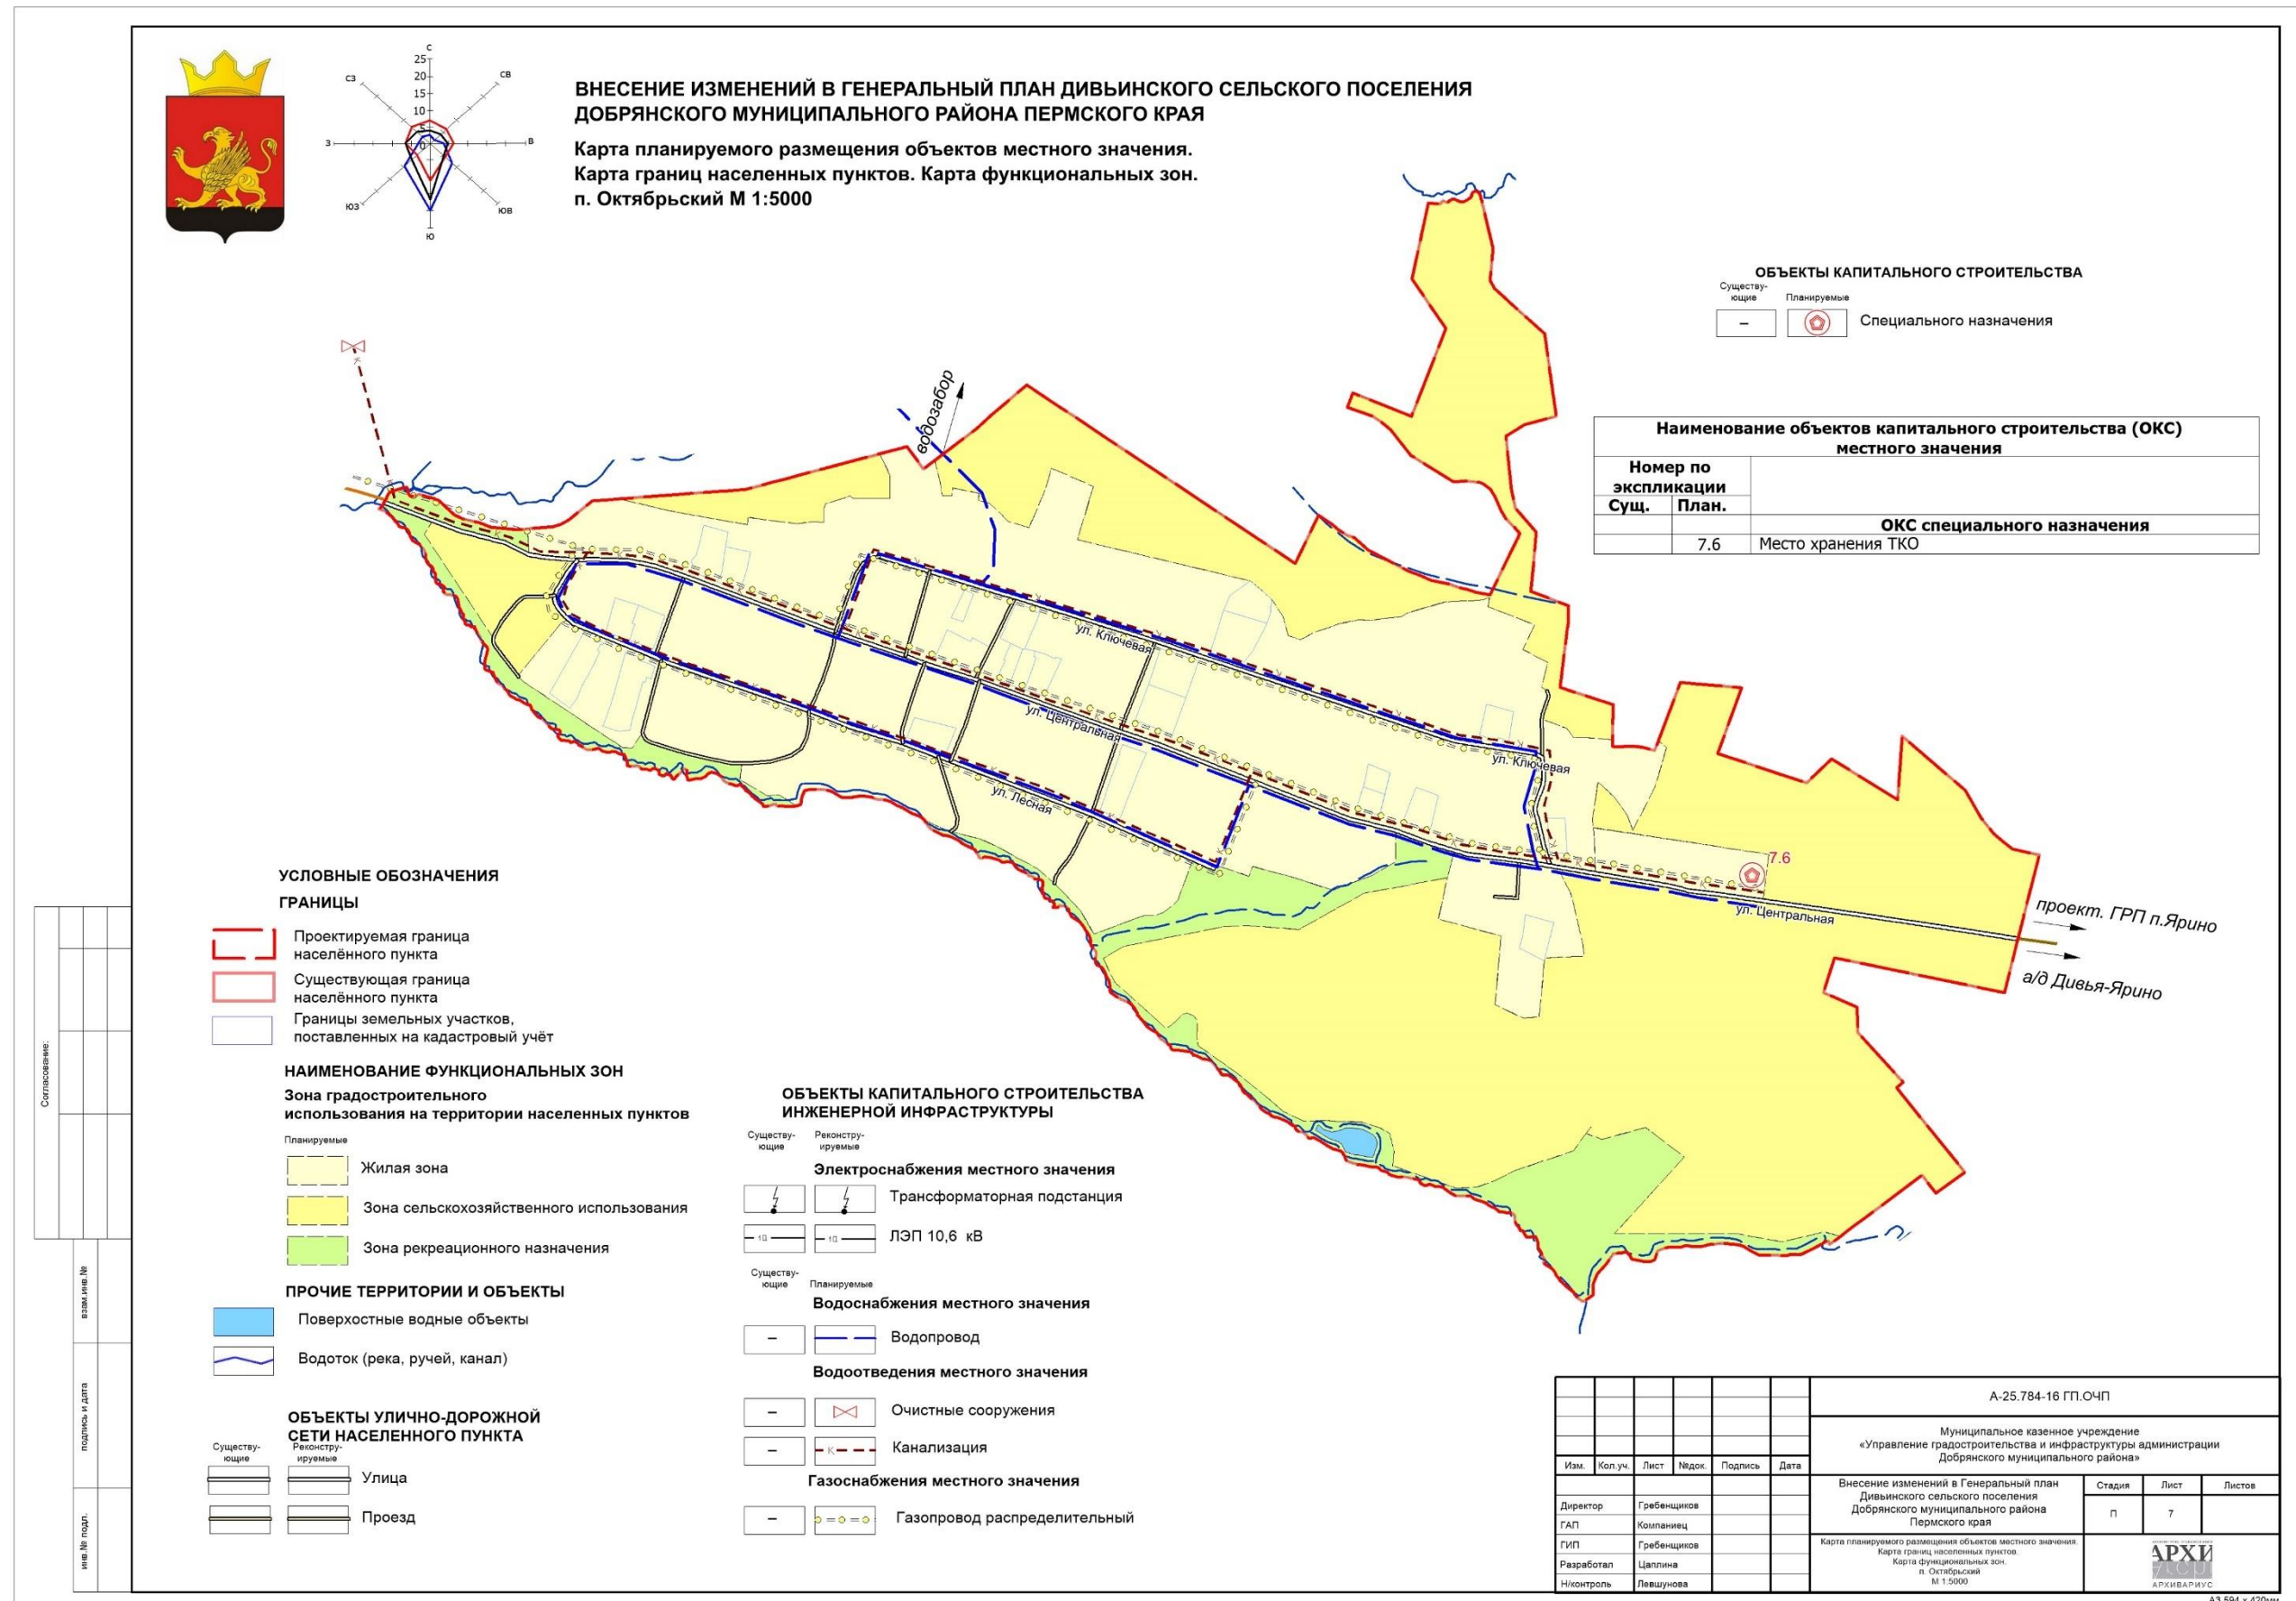 С
25
20
15
10
5
0
СЗ
СВ
З
В
ЮЗ
ЮВ
Ю
ВНЕСЕНИЕ ИЗМЕНЕНИЙ В ГЕНЕРАЛЬНЫЙ ПЛАН ДИВЬИНСКОГО СЕЛЬСКОГО ПОСЕЛЕНИЯ
ДОБРЯНСКОГО МУНИЦИПАЛЬНОГО РАЙОНА ПЕРМСКОГО КРАЯ
Карта планируемого размещения объектов местного значения.
Карта границ населенных пунктов. Карта функциональных зон.
п. Октябрьский М 1:5000
ОБЪЕКТЫ КАПИТАЛЬНОГО СТРОИТЕЛЬСТВА
Существу-
ющие
Планируемые
–
Специального назначения
Наименование объектов капитального строительства (ОКС)
местного значения
Номер по
экспликации
Сущ. План.
ОКС специального назначения
7.6 Место хранения ТКО
водозабор
ул. Ключевая
ул. Центральная
ул. Ключевая
ул. Лесная
7.6
ул. Центральная
проект. ГРП п.Ярино
а/д Дивья-Ярино
УСЛОВНЫЕ ОБОЗНАЧЕНИЯ
ГРАНИЦЫ
Проектируемая граница
населённого пункта
Существующая граница
населённого пункта
Границы земельных участков,
поставленных на кадастровый учёт
НАИМЕНОВАНИЕ ФУНКЦИОНАЛЬНЫХ ЗОН
Зона градостроительного
использования на территории населенных пунктов
Планируемые
Жилая зона
Зона сельскохозяйственного использования
Зона рекреационного назначения
ПРОЧИЕ ТЕРРИТОРИИ И ОБЪЕКТЫ
Поверхостные водные объекты
Водоток (река, ручей, канал)
ОБЪЕКТЫ УЛИЧНО-ДОРОЖНОЙ
СЕТИ НАСЕЛЕННОГО ПУНКТА
Существу-
ющие
Реконстру-
ируемые
Улица
Проезд
ОБЪЕКТЫ КАПИТАЛЬНОГО СТРОИТЕЛЬСТВА
ИНЖЕНЕРНОЙ ИНФРАСТРУКТУРЫ
Существу-
ющие
Реконстру-
ируемые
Электроснабжения местного значения
Трансформаторная подстанция
10 10 ЛЭП 10,6 кВ
Существу-
ющие
Планируемые
Водоснабжения местного значения
– Водопровод
Водоотведения местного значения
– Очистные сооружения
– К Канализация
Газоснабжения местного значения
– Газопровод распределительный
Согласование:
взам.инв.№
подпись и дата
инв.№ подл.
А-25.784-16 ГП.ОЧП
Муниципальное казенное учреждение
«Управление градостроительства и инфраструктуры администрации
Добрянского муниципального района»
Изм. Кол.уч. Лист №док. Подпись Дата
Внесение изменений в Генеральный план
Дивьинского сельского поселения
Добрянского муниципального района
Пермского края
Стадия Лист Листов
П 7
Директор Гребенщиков
ГАП Компаниец
ГИП Гребенщиков
Разработал Цаплина
Н/контроль Левшунова
Карта планируемого размещения объектов местного значения.
Карта границ населенных пунктов.
Карта функциональных зон.
п. Октябрьский
М 1:5000
АРХИ
АРХИВАРИУС
А3 594 x 420мм